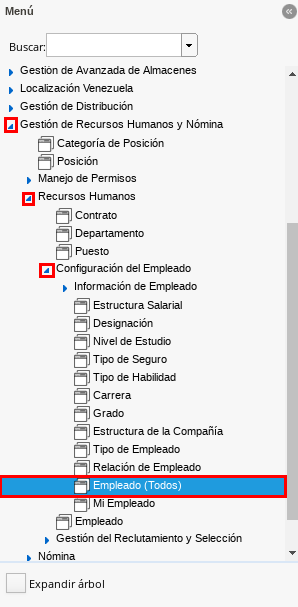 Menú
Buscar:
Gestión de Avanzada de Almacenes
Localización Venezuela
Gestión de Distribución
Gestión de Recursos Humanos y Nómina
Categoría de Posición
Posición
Manejo de Permisos
Recursos Humanos
Contrato
Departamento
Puesto
Configuración del Empleado
Información de Empleado
Estructura Salarial
Designación
Nivel de Estudio
Tipo de Seguro
Tipo de Habilidad
Carrera
Grado
Estructura de la Compañía
Tipo de Empleado
Relación de Empleado
Empleado (Todos)
Mi Empleado
Empleado
Gestión del Reclutamiento y Selección
Nómina
Expandir árbol